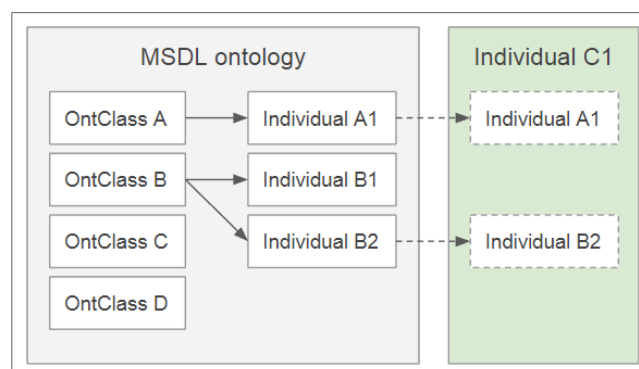 MSDL ontology
Individual C1
OntClass A
Individual A1
Individual A1
OntClass B
Individual B1
OntClass C
Individual B2
Individual B2
OntClass D